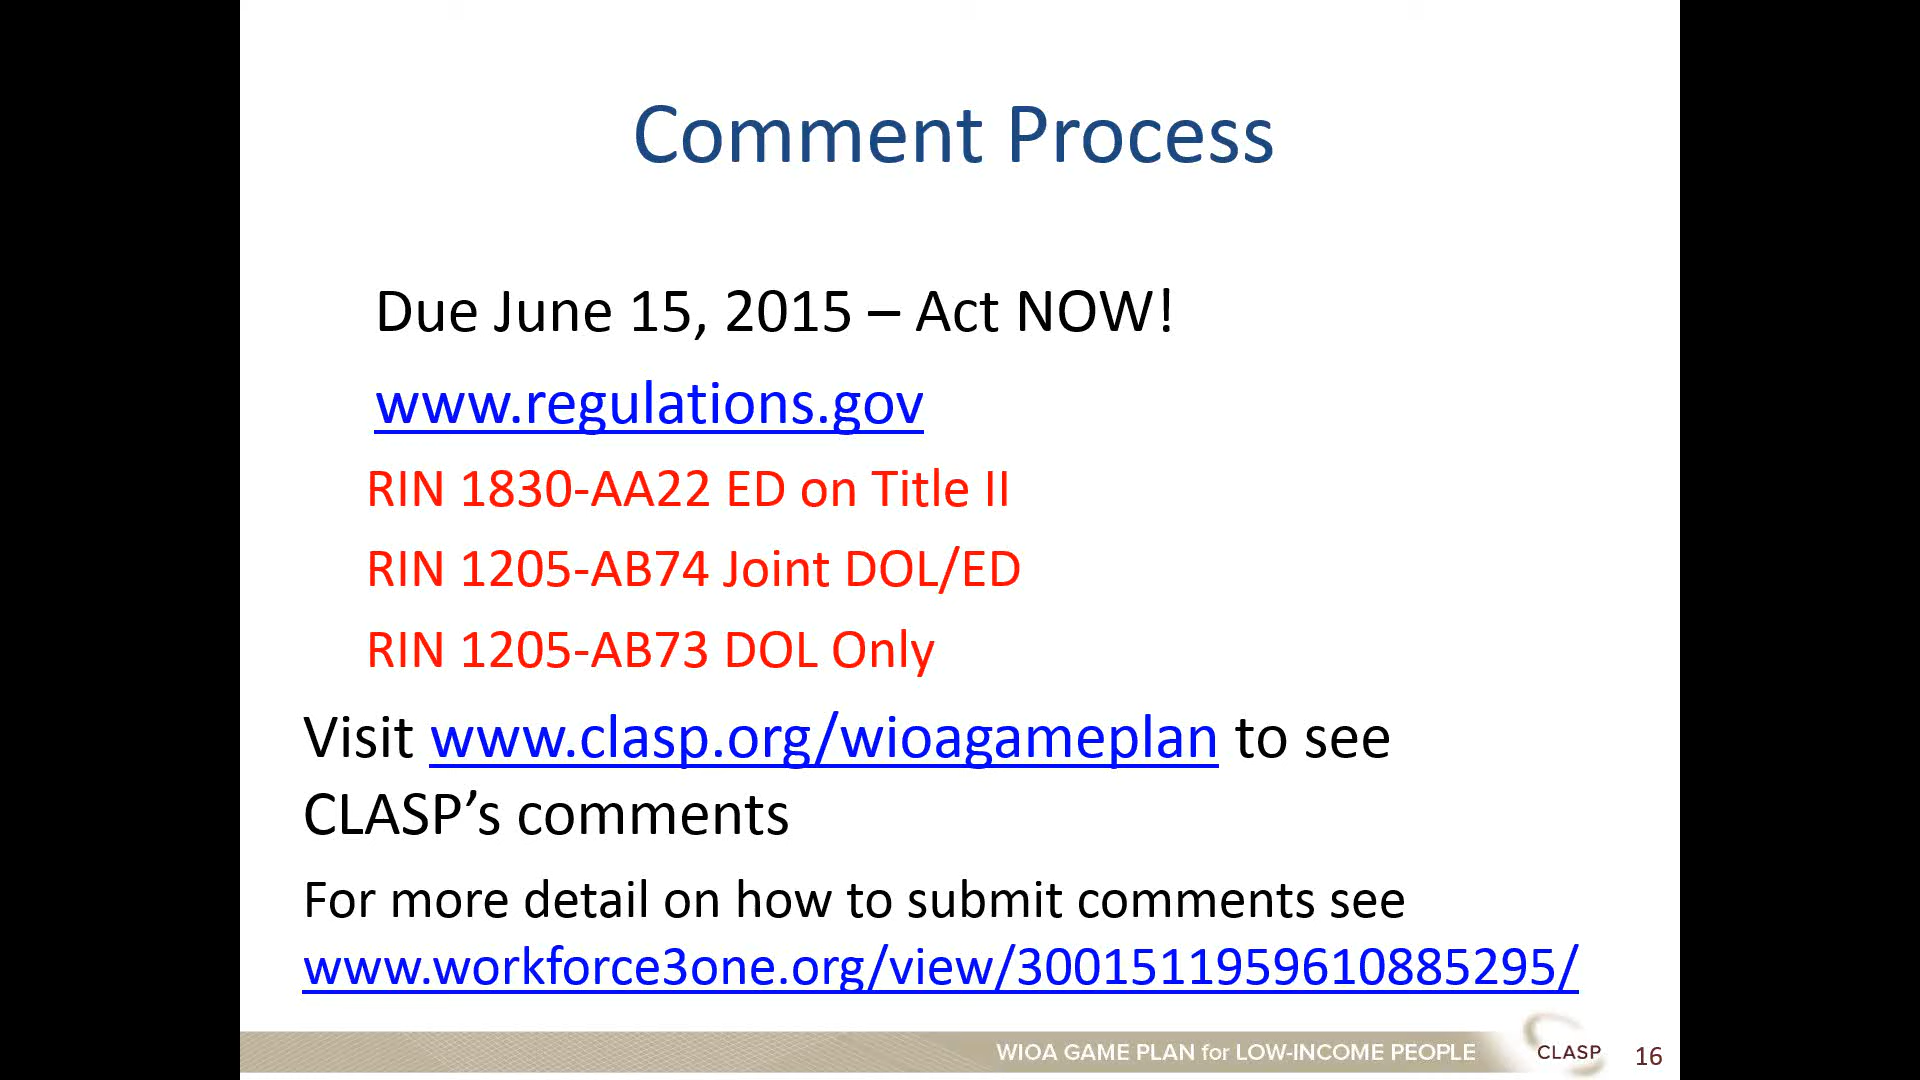 Comment Process
Due June 15, 2015 – Act NOW!
www.regulations.gov
RIN 1830-AA22 ED on Title II
RIN 1205-AB74 Joint DOL/ED
RIN 1205-AB73 DOL Only
Visit www.clasp.org/wioagameplan to see
CLASP’s comments
For more detail on how to submit comments see
www.workforce3one.org/view/3001511959610885295/
WIOA GAME PLAN for LOW-INCOME PEOPLE
CLASP
16